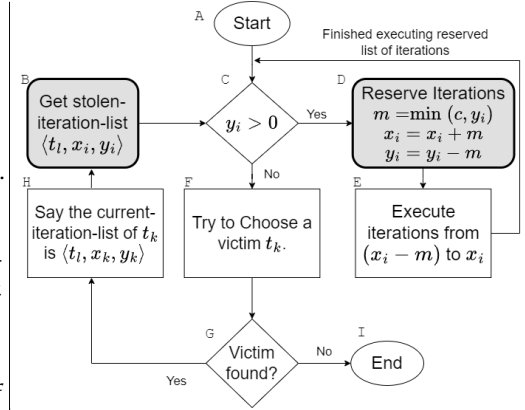 A
Start
Finished executing reserved
list of iterations
B
Get stolen-
iteration-list
⟨t_l, x_i, y_i⟩
C
y_i > 0
Yes
No
D
Reserve Iterations
m =min (c, y_i)
x_i = x_i + m
y_i = y_i − m
H
Say the current-
iteration-list of t_k
is ⟨t_l, x_k, y_k⟩
F
Try to Choose a
victim t_k.
E
Execute
iterations from
(x_i − m) to x_i
G
Victim
found?
Yes
No
I
End